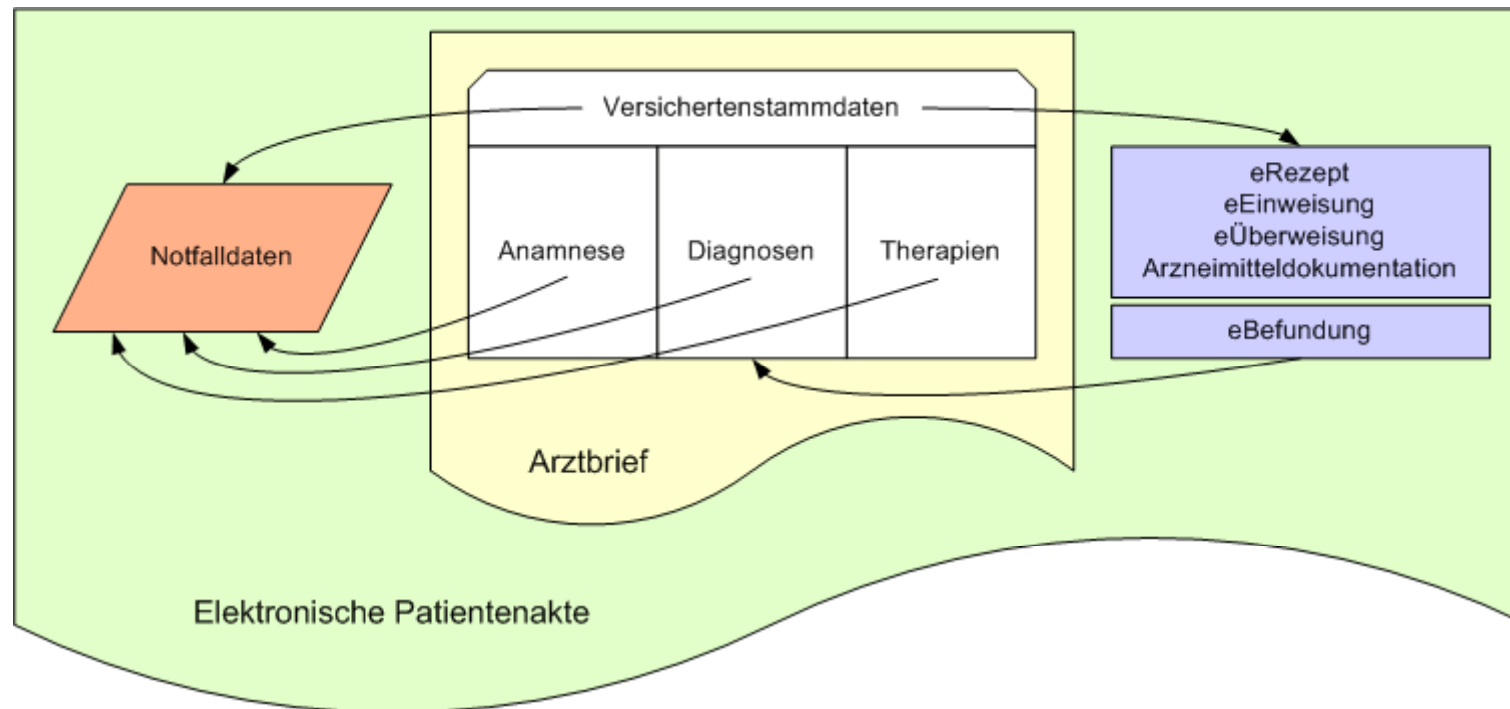 Versichertenstammdaten
Notfalldaten
Anamnese
Diagnosen
Therapien
eRezept
eEinweisung
eÜberweisung
Arzneimitteldokumentation
eBefundung
Arztbrief
Elektronische Patientenakte